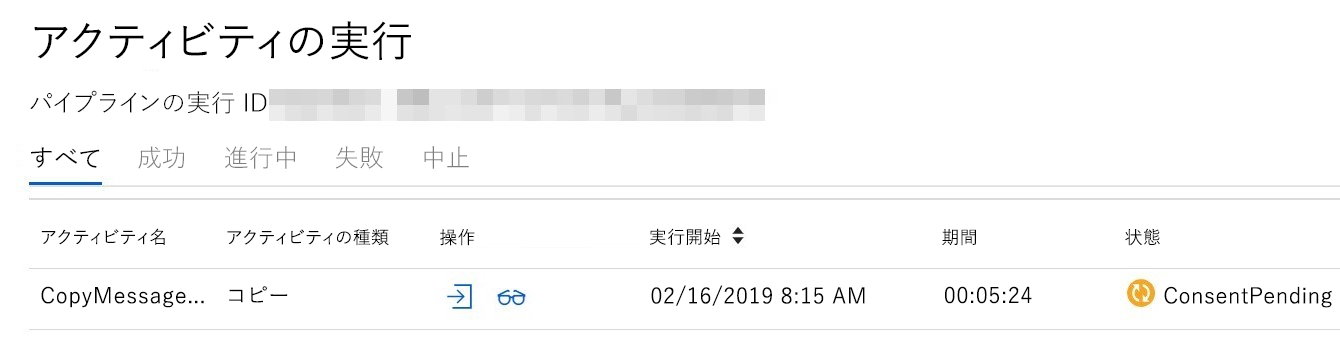 アクティビティの実行
パイプラインの実行 ID
すべて 成功 進行中 失敗 中止
アクティビティ名 アクティビティの種類 操作 実行開始 期間 状態
CopyMessage... コピー 02/16/2019 8:15 AM 00:05:24 ConsentPending